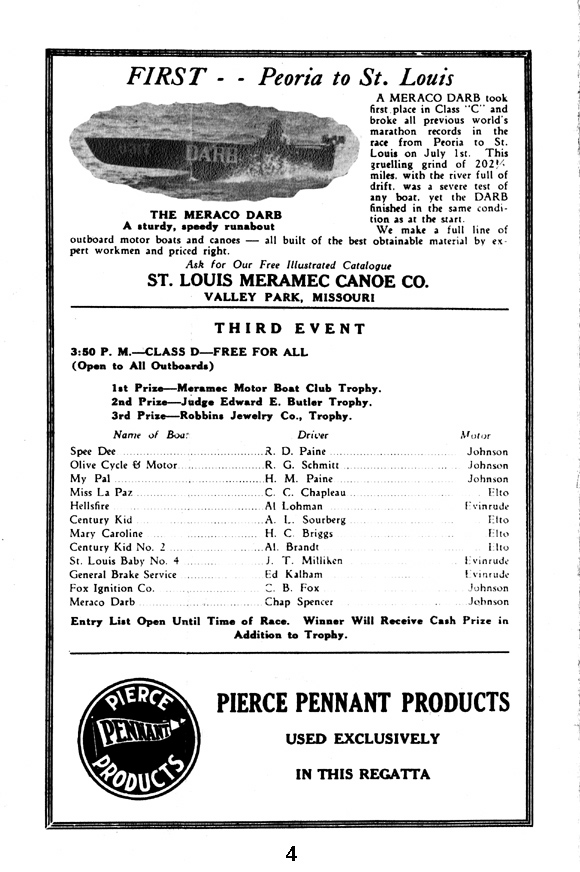 FIRST - - Peoria to St. Louis
A MERACO DARB took
first place in Class "C" and
broke all previous world's
marathon records in the
race from Peoria to St.
Louis on July 1st. This
gruelling grind of 202¼
miles, with the river full of
drift, was a severe test of
any boat, yet the DARB
finished in the same condi-
tion as at the start.
DARB
THE MERACO DARB
A sturdy, speedy runabout
We make a full line of
outboard motor boats and canoes — all built of the best obtainable material by ex-
pert workmen and priced right.
Ask for Our Free Illustrated Catalogue
ST. LOUIS MERAMEC CANOE CO.
VALLEY PARK, MISSOURI
THIRD EVENT
3:50 P. M.—CLASS D—FREE FOR ALL
(Open to All Outboards)
1st Prize—Meramec Motor Boat Club Trophy.
2nd Prize—Judge Edward E. Butler Trophy.
3rd Prize—Robbins Jewelry Co., Trophy.
Name of Boat Driver Motor
Spee Dee R. D. Paine Johnson
Olive Cycle & Motor R. G. Schmitt Johnson
My Pal H. M. Paine Johnson
Miss La Paz C. C. Chapleau Elto
Hellsfire Al Lohman Evinrude
Century Kid A. L. Sourberg Elto
Mary Caroline H. C. Briggs Elto
Century Kid No. 2 Al. Brandt Elto
St. Louis Baby No. 4 J. T. Milliken Evinrude
General Brake Service Ed Kalham Evinrude
Fox Ignition Co. C. B. Fox Johnson
Meraco Darb Chap Spencer Johnson
Entry List Open Until Time of Race. Winner Will Receive Cash Prize in
Addition to Trophy.
PIERCE
PENNANT
PRODUCTS
PIERCE PENNANT PRODUCTS
USED EXCLUSIVELY
IN THIS REGATTA
4